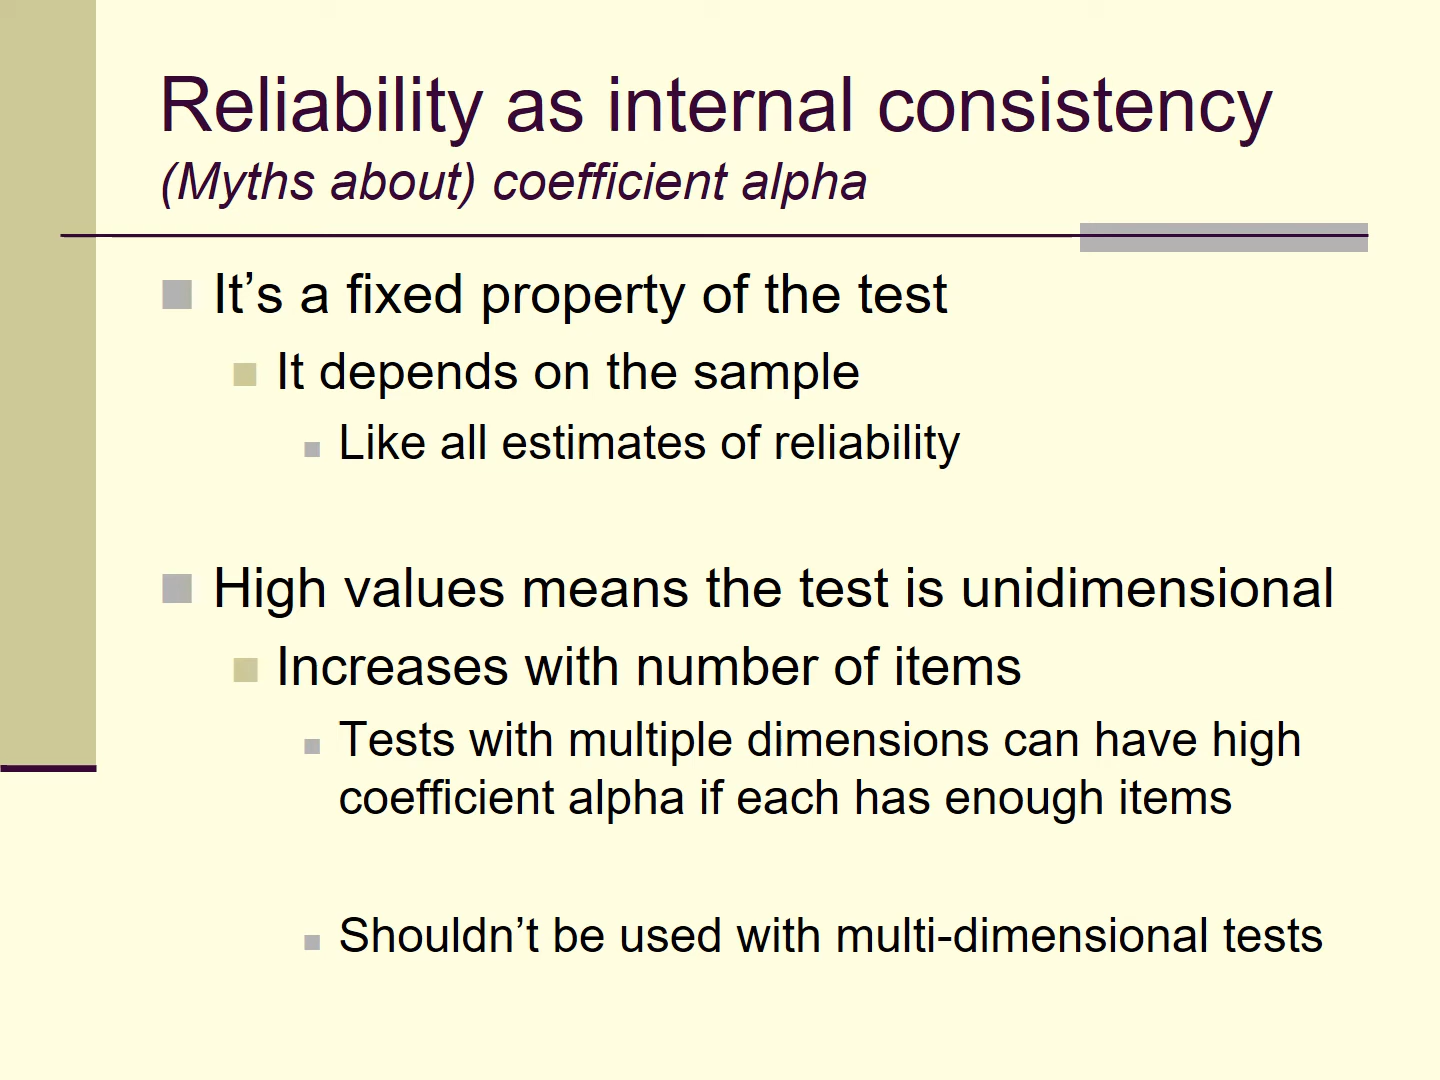 Reliability as internal consistency
(Myths about) coefficient alpha
It’s a fixed property of the test
It depends on the sample
Like all estimates of reliability
High values means the test is unidimensional
Increases with number of items
Tests with multiple dimensions can have high
coefficient alpha if each has enough items
Shouldn’t be used with multi-dimensional tests